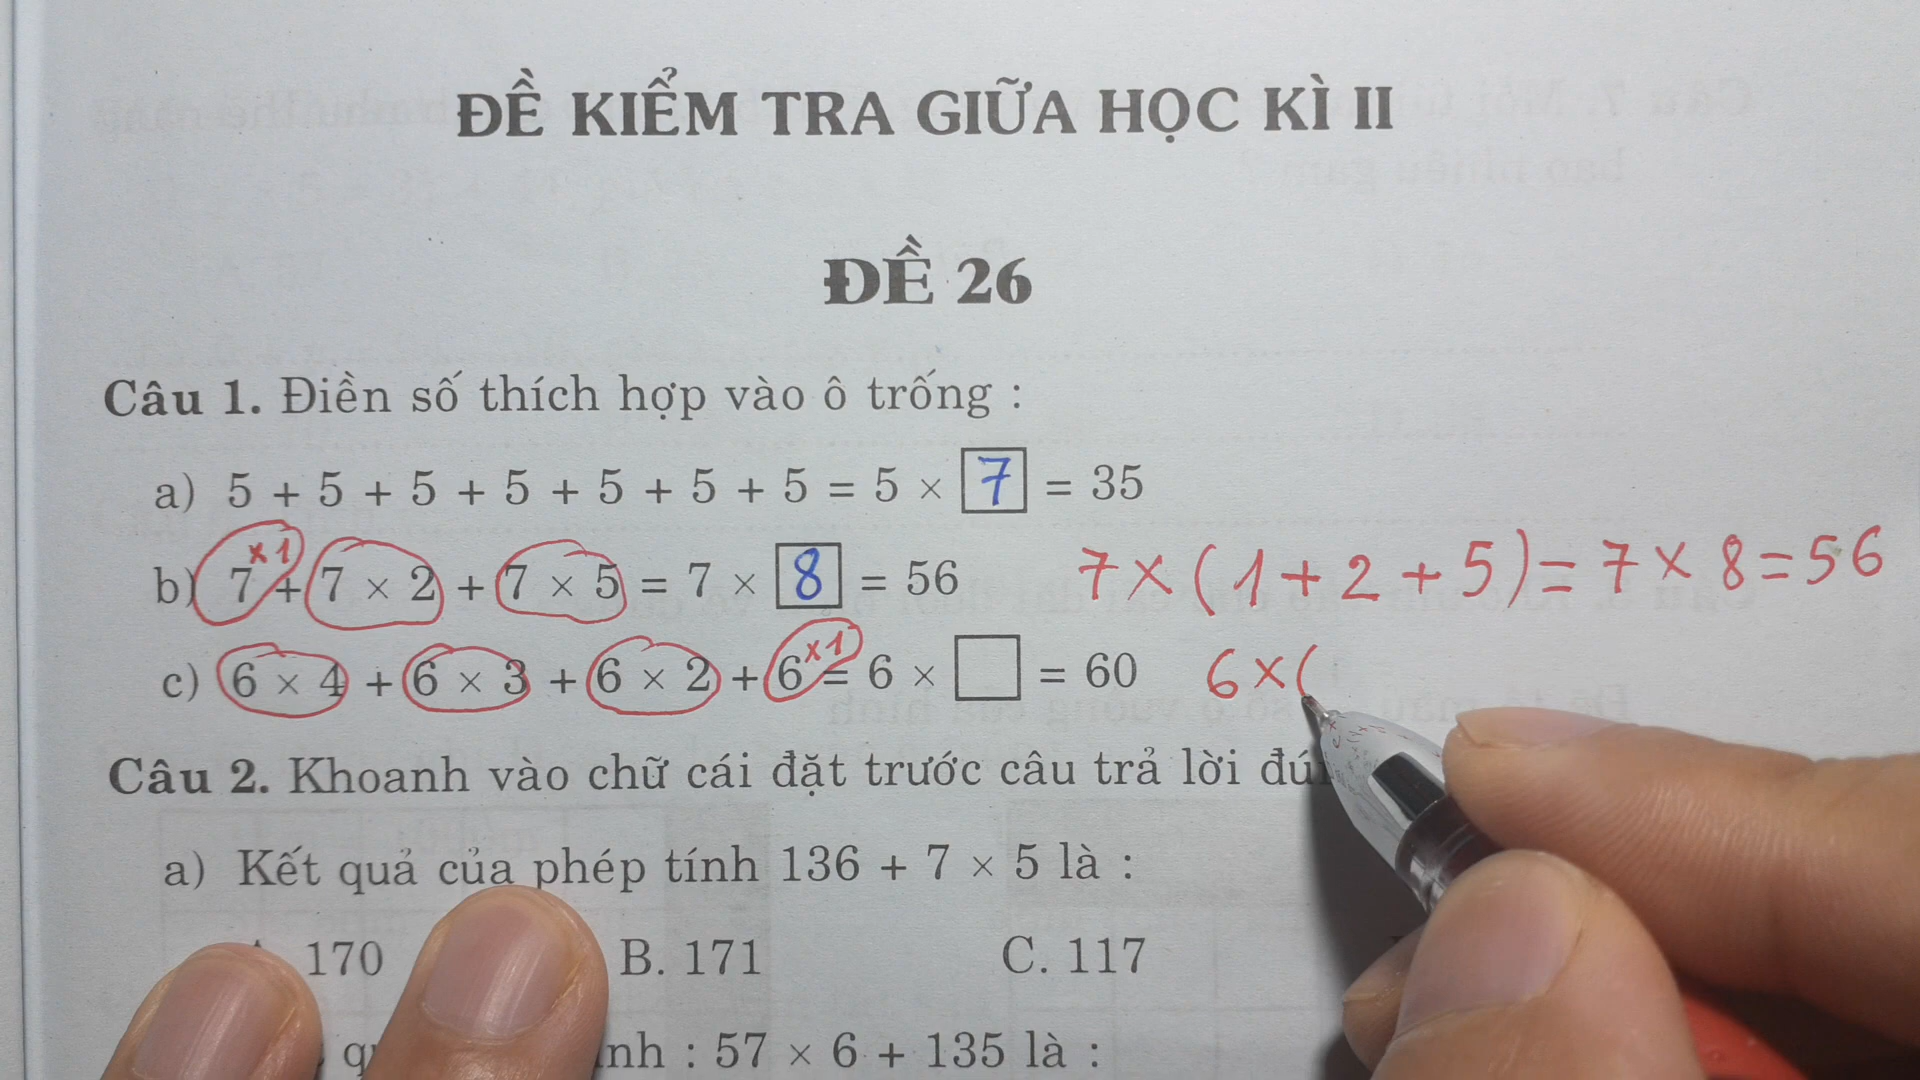 ĐỀ KIỂM TRA GIỮA HỌC KÌ II
ĐỀ 26
Câu 1. Điền số thích hợp vào ô trống :
a) 5 + 5 + 5 + 5 + 5 + 5 + 5 = 5 × 7 = 35
b) 7 ×1 + 7 × 2 + 7 × 5 = 7 × 8 = 56 7 × (1 + 2 + 5) = 7 × 8 = 56
c) 6 × 4 + 6 × 3 + 6 × 2 + 6 ×1 = 6 × = 60 6 × (
Câu 2. Khoanh vào chữ cái đặt trước câu trả lời
a) Kết quả của phép tính 136 + 7 × 5 là :
170 B. 171 C. 117
: 57 × 6 + 135 là :